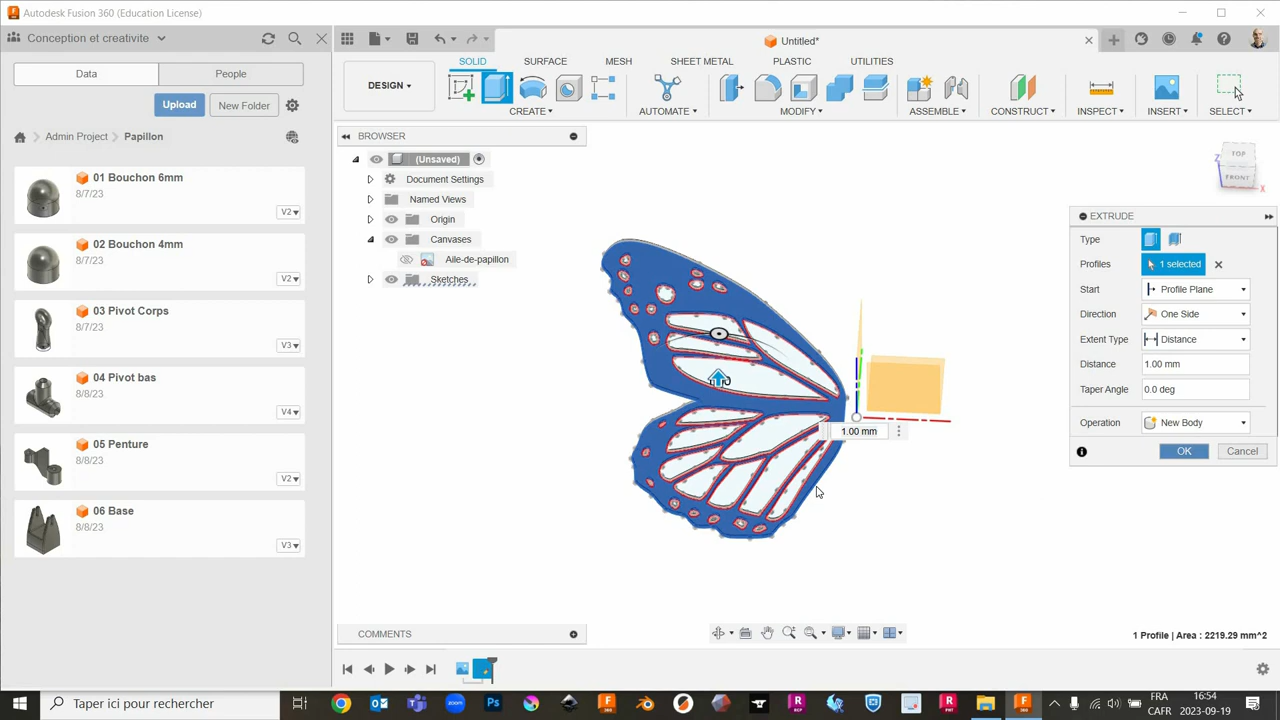 Autodesk Fusion 360 (Education License)
Conception et creativite
Untitled*
Data
People
Upload
New Folder
Admin Project
Papillon
01 Bouchon 6mm
8/7/23
V2
02 Bouchon 4mm
8/8/23
V2
03 Pivot Corps
8/7/23
V3
04 Pivot bas
8/8/23
V4
05 Penture
8/8/23
V2
06 Base
8/8/23
V3
DESIGN
SOLID
SURFACE
MESH
SHEET METAL
PLASTIC
UTILITIES
CREATE
AUTOMATE
MODIFY
ASSEMBLE
CONSTRUCT
INSPECT
INSERT
SELECT
BROWSER
(Unsaved)
Document Settings
Named Views
Origin
Canvases
Aile-de-papillon
Sketches
TOP
FRONT
Z
X
EXTRUDE
Type
Profiles
1 selected
Start
Profile Plane
Direction
One Side
Extent Type
Distance
Distance
1.00 mm
Taper Angle
0.0 deg
Operation
New Body
OK
Cancel
1.00 mm
COMMENTS
1 Profile | Area : 2219.29 mm^2
Taper ici pour rechercher
FRA
CAFR
16:54
2023-09-19